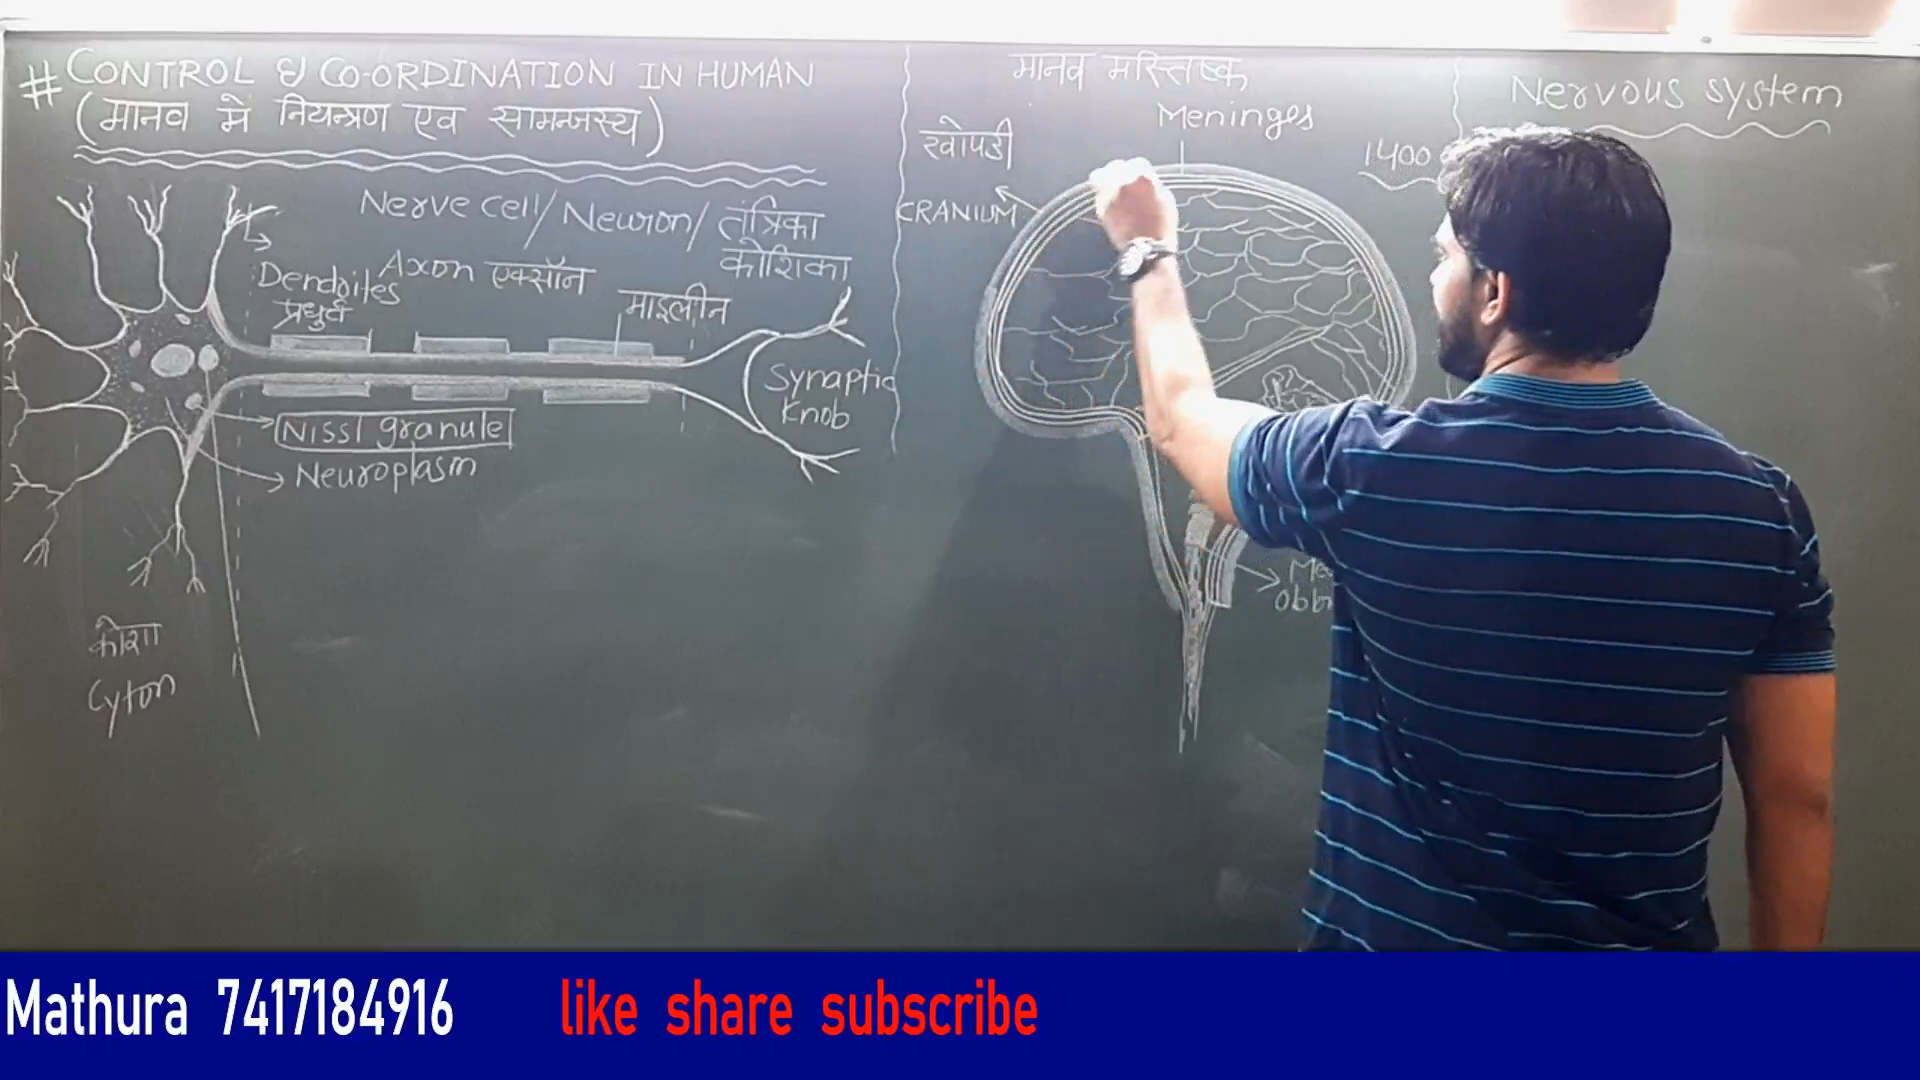 # CONTROL & CO-ORDINATION IN HUMAN
(मानव में नियन्त्रण एव सामन्जस्य)
Nerve cell/Neuron/तंत्रिका
कोशिका
Dendrites
प्रधुर्व
Axon एक्सॉन
माइलीन
Synaptic
Knob
Nissl granule
Neuroplasm
कोशा
Cyton
मानव मस्तिष्क
Meninges
खोपडी
CRANIUM
1400
Nervous system
Mathura 7417184916 like share subscribe